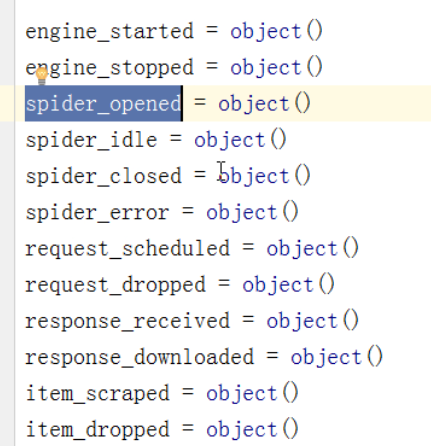 engine_started = object()
engine_stopped = object()
spider_opened = object()
spider_idle = object()
spider_closed = object()
spider_error = object()
request_scheduled = object()
request_dropped = object()
response_received = object()
response_downloaded = object()
item_scraped = object()
item_dropped = object()